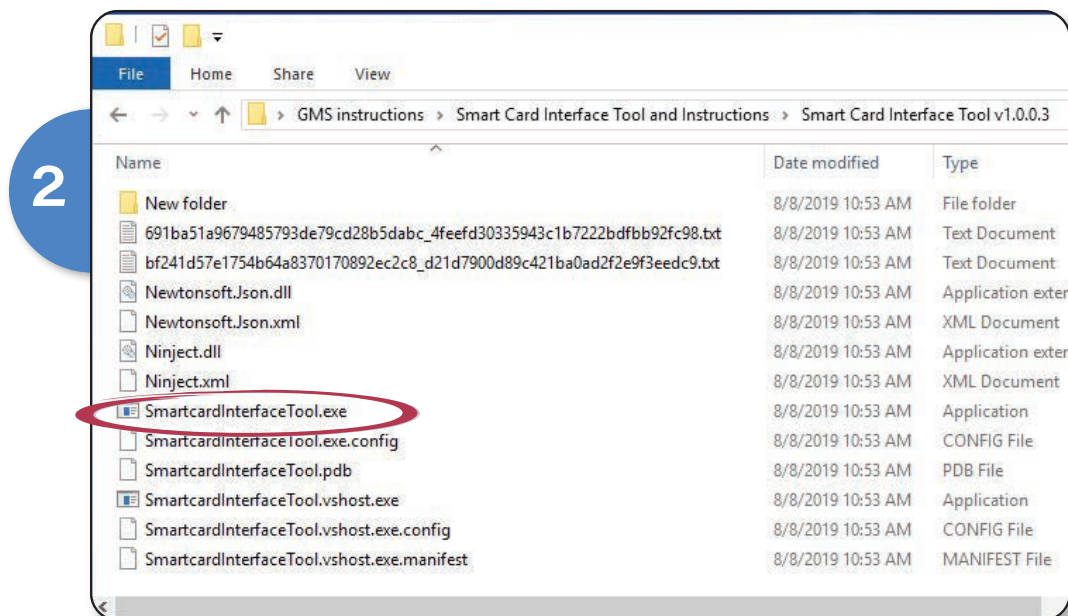 File Home Share View
GMS instructions > Smart Card Interface Tool and Instructions > Smart Card Interface Tool v1.0.0.3
2
Name Date modified Type
New folder 8/8/2019 10:53 AM File folder
691ba51a9679485793de79cd28b5dabc_4feefd30335943c1b7222bdfbb92fc98.txt 8/8/2019 10:53 AM Text Document
bf241d57e1754b64a8370170892ec2c8_d21d7900d89c421ba0ad2f2e9f3eedc9.txt 8/8/2019 10:53 AM Text Document
Newtonsoft.Json.dll 8/8/2019 10:53 AM Application exter
Newtonsoft.Json.xml 8/8/2019 10:53 AM XML Document
Ninject.dll 8/8/2019 10:53 AM Application exter
Ninject.xml 8/8/2019 10:53 AM XML Document
SmartcardInterfaceTool.exe 8/8/2019 10:53 AM Application
SmartcardInterfaceTool.exe.config 8/8/2019 10:53 AM CONFIG File
SmartcardInterfaceTool.pdb 8/8/2019 10:53 AM PDB File
SmartcardInterfaceTool.vshost.exe 8/8/2019 10:53 AM Application
SmartcardInterfaceTool.vshost.exe.config 8/8/2019 10:53 AM CONFIG File
SmartcardInterfaceTool.vshost.exe.manifest 8/8/2019 10:53 AM MANIFEST File